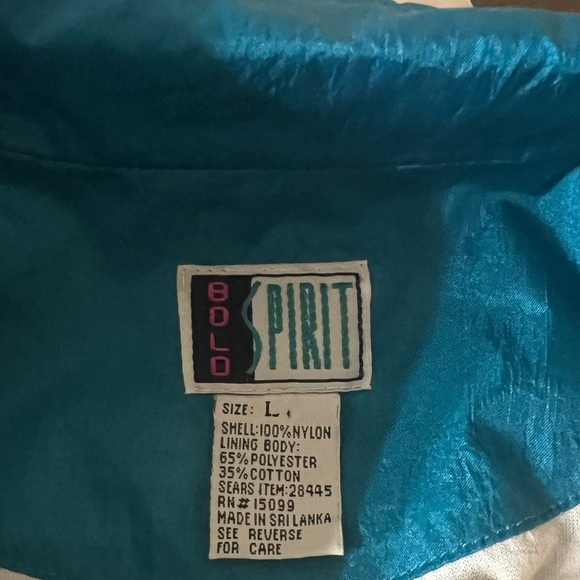 BOLD SPIRIT
SIZE: L
SHELL:100%NYLON
LINING BODY:
65%POLYESTER
35%COTTON
SEARS ITEM:28445
RN# 15099
MADE IN SRI LANKA
SEE REVERSE
FOR CARE